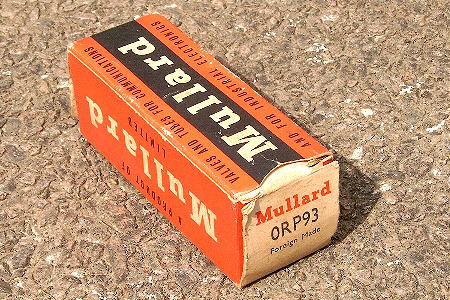 AND FOR INDUSTRIAL ELECTRONICS
Mullard
VALVES AND TUBES FOR COMMUNICATIONS
Mullard
A PRODUCT OF
LIMITED
Mullard
ORP93
Foreign Made